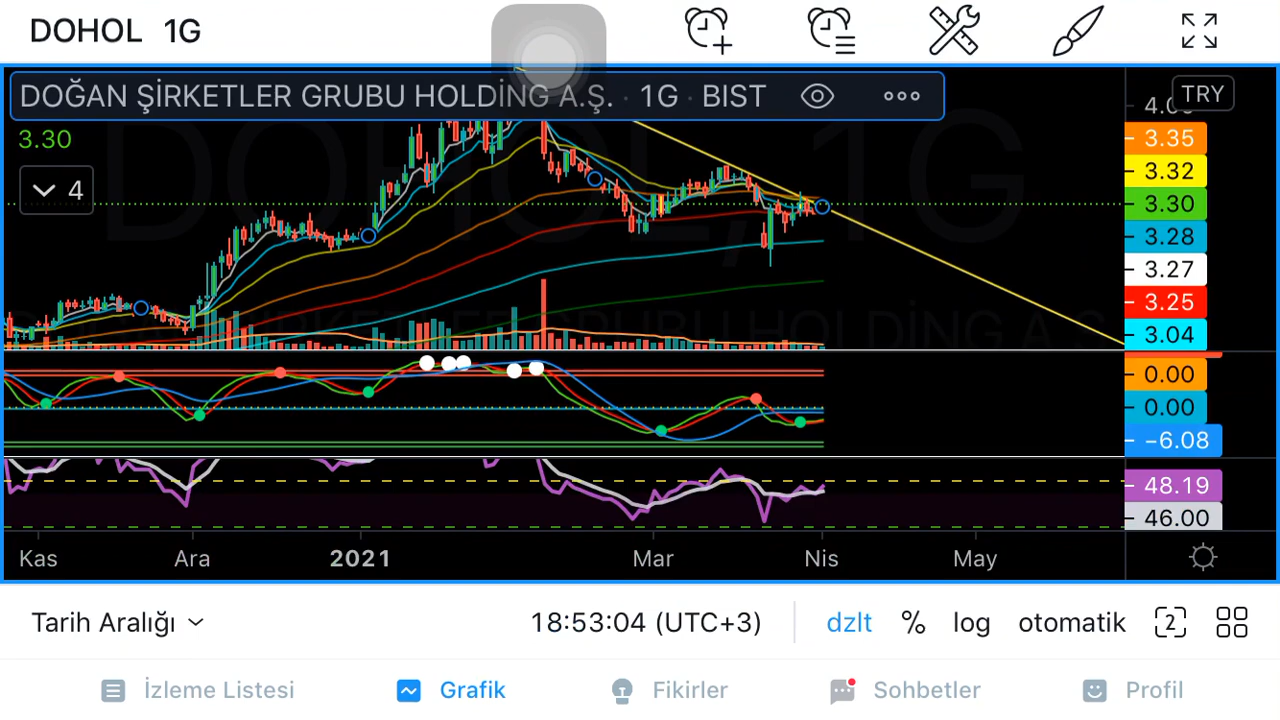 DOHOL 1G
DOĞAN ŞİRKETLER GRUBU HOLDİNG A.Ş. · 1G · BIST
TRY
3.30
4
DOHOL, 1G
3.35
3.32
3.30
3.28
3.27
3.25
3.04
0.00
0.00
−6.08
48.19
46.00
Kas Ara 2021 Mar Nis May
Tarih Aralığı 18:53:04 (UTC+3) dzlt % log otomatik 2
İzleme Listesi Grafik Fikirler Sohbetler Profil